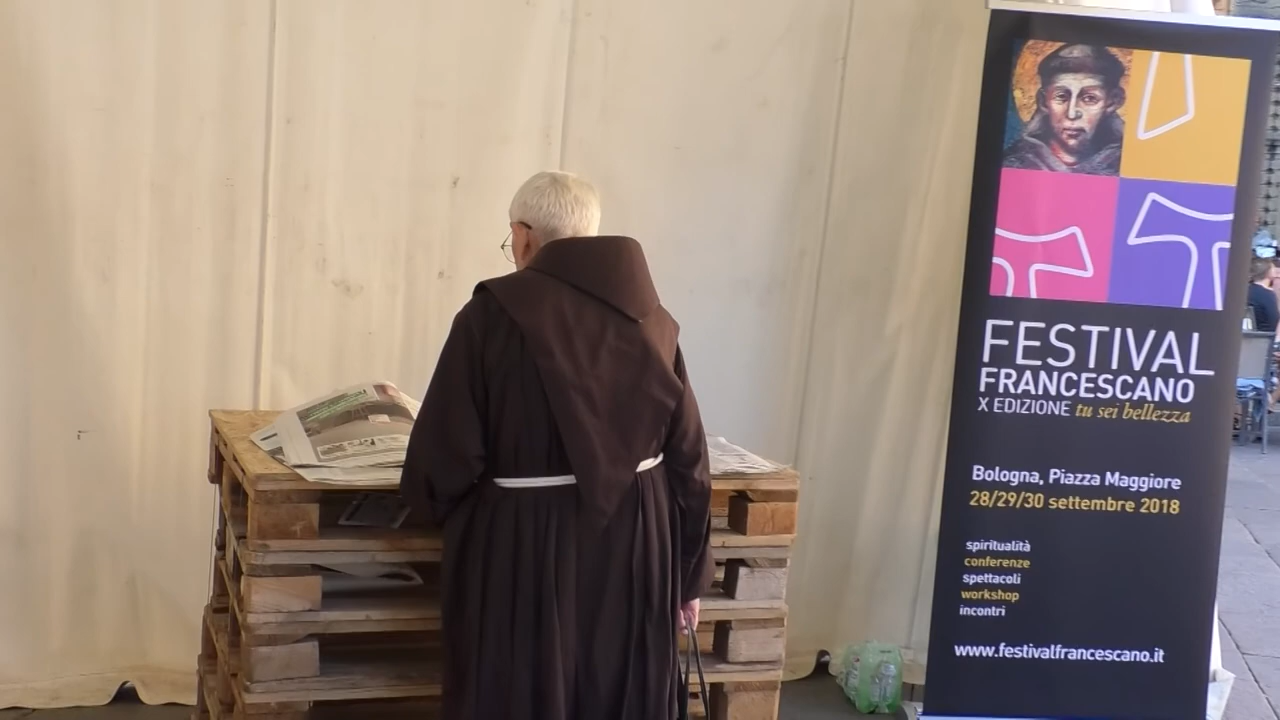 FESTIVAL
FRANCESCANO
X EDIZIONE tu sei bellezza
Bologna, Piazza Maggiore
28/29/30 settembre 2018
spiritualità
conferenze
spettacoli
workshop
incontri
www.festivalfrancescano.it